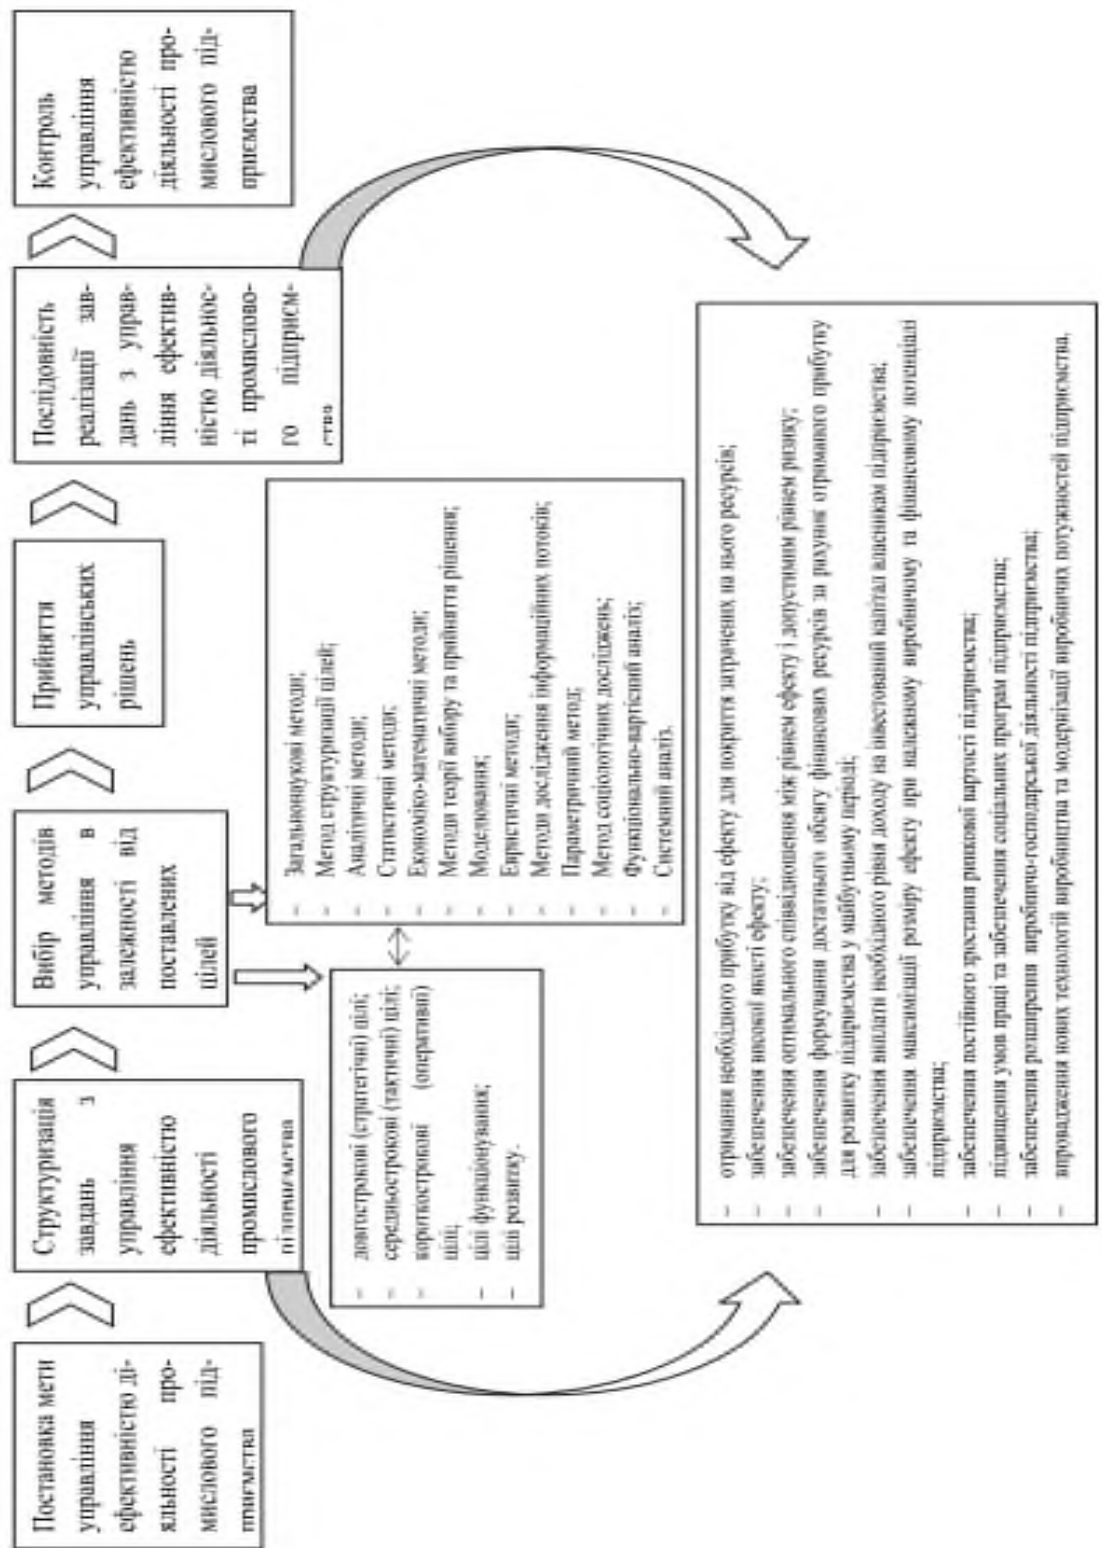 Постановка мети
управління
ефективністю ді-
яльності про-
мислового під-
приємства
Структуризація
завдань з
управління
ефективністю
діяльності
промислового
підприємства
Вибір методів
управління в
залежності від
поставлених
цілей
Прийняття
управлінських
рішень
Послідовність
реалізації зав-
дань з управ-
ління ефектив-
ністю діяльнос-
ті промислово-
го підприєм-
ства
Контроль
управління
ефективністю
діяльності про-
мислового під-
приємства
– довгострокові (стратегічні) цілі;
– середньострокові (тактичні) цілі;
– короткострокові (оперативні)
цілі;
– цілі функціонування;
– цілі розвитку.
– Загальнонаукові методи;
– Метод структуризації цілей;
– Аналітичні методи;
– Статистичні методи;
– Економіко-математичні методи;
– Методи теорії вибору та прийняття рішення;
– Моделювання;
– Евристичні методи;
– Методи дослідження інформаційних потоків;
– Параметричний метод;
– Метод соціологічних досліджень;
– Функціонально-вартісний аналіз;
– Системний аналіз.
– отримання необхідного прибутку від ефекту для покриття затрачених на нього ресурсів;
– забезпечення високої якості ефекту;
– забезпечення оптимального співвідношення між рівнем ефекту і допустимим рівнем ризику;
– забезпечення формування достатнього обсягу фінансових ресурсів за рахунок отриманого прибутку
для розвитку підприємства у майбутньому періоді;
– забезпечення виплати необхідного рівня доходу на інвестований капітал власникам підприємства;
– забезпечення максимізації розміру ефекту при належному виробничому та фінансовому потенціалі
підприємства;
– забезпечення постійного зростання ринкової вартості підприємства;
– підвищення умов праці та забезпечення соціальних програм підприємства;
– забезпечення розширення виробничо-господарської діяльності підприємства;
– впровадження нових технологій виробництва та модернізації виробничих потужностей підприємства.